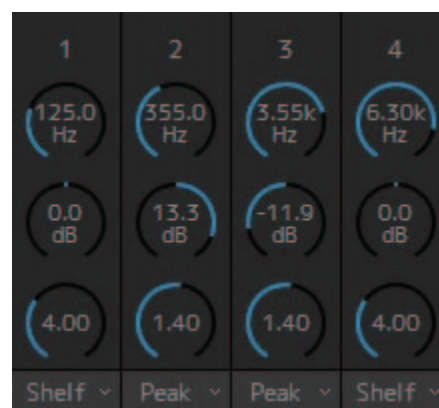 1 2 3 4
125.0 355.0 3.55k 6.30k
Hz Hz Hz Hz
0.0 13.3 -11.9 0.0
dB dB dB dB
4.00 1.40 1.40 4.00
Shelf Peak Peak Shelf